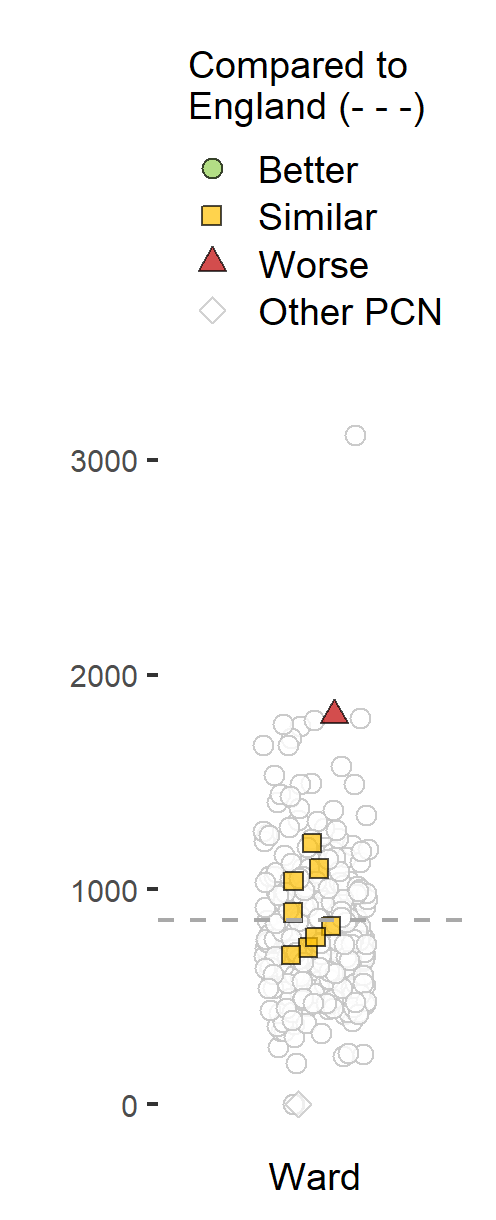 Compared to
England (- - -)
Better
Similar
Worse
Other PCN
3000
2000
1000
0
Ward